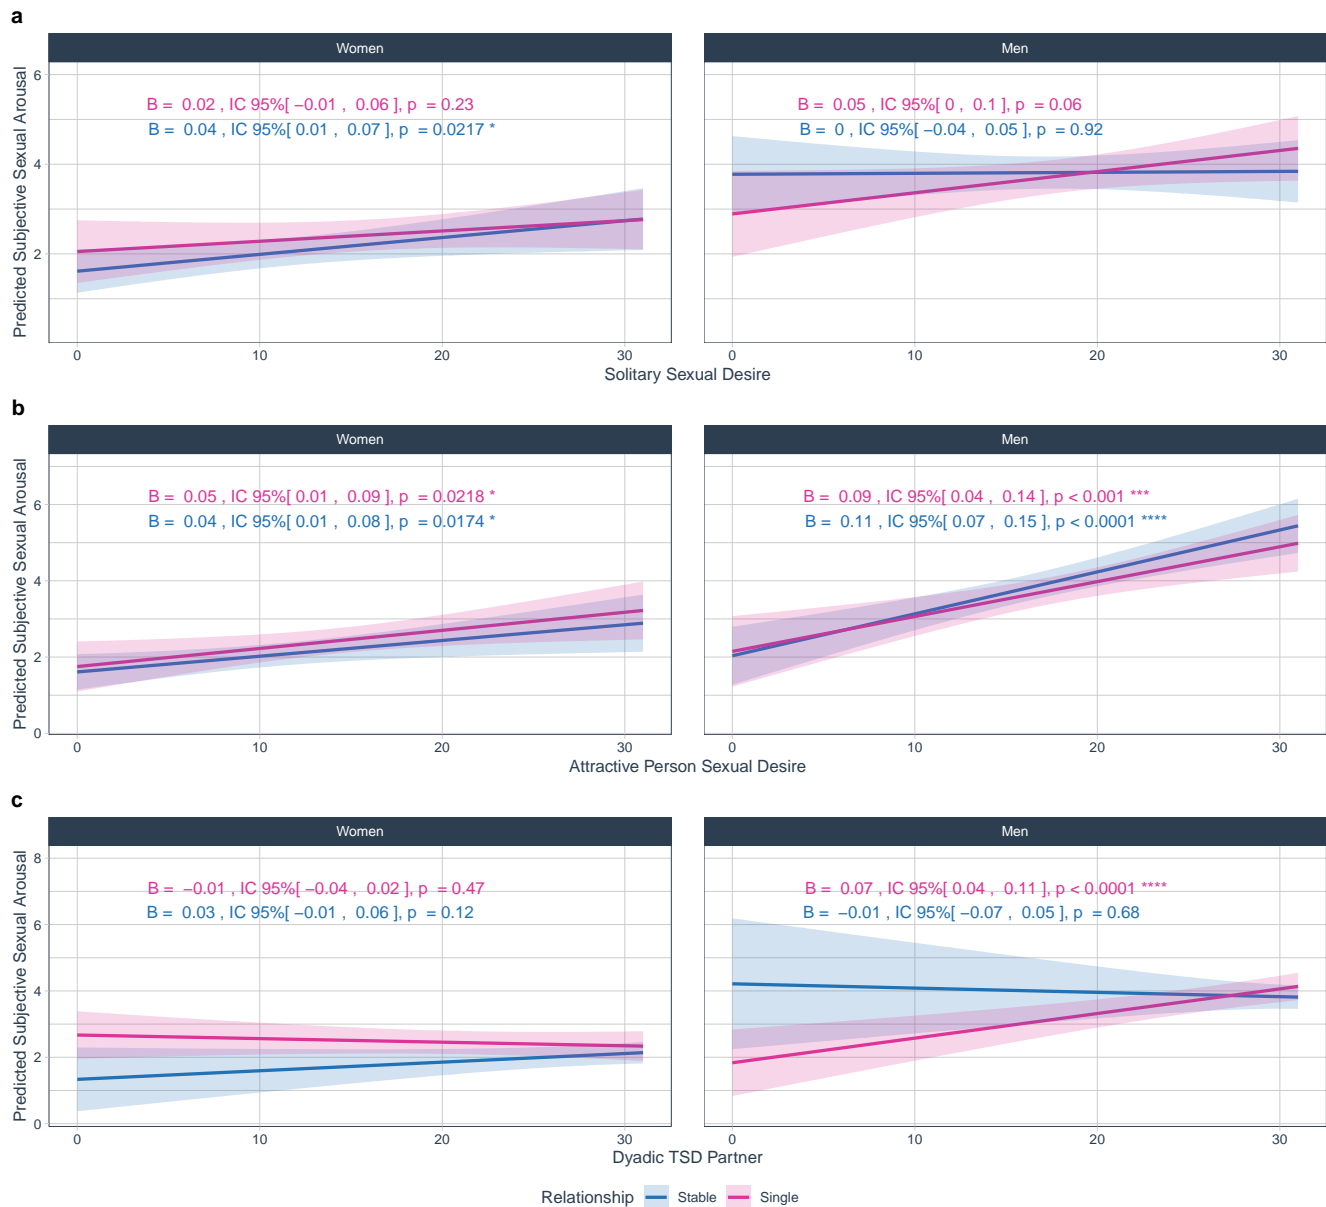 a
Women
Men
Predicted Subjective Sexual Arousal
6
4
2
B = 0.02 , IC 95%[ −0.01 , 0.06 ], p = 0.23
B = 0.04 , IC 95%[ 0.01 , 0.07 ], p = 0.0217 *
B = 0.05 , IC 95%[ 0 , 0.1 ], p = 0.06
B = 0 , IC 95%[ −0.04 , 0.05 ], p = 0.92
0 10 20 30
0 10 20 30
Solitary Sexual Desire
b
Women
Men
Predicted Subjective Sexual Arousal
6
4
2
0
B = 0.05 , IC 95%[ 0.01 , 0.09 ], p = 0.0218 *
B = 0.04 , IC 95%[ 0.01 , 0.08 ], p = 0.0174 *
B = 0.09 , IC 95%[ 0.04 , 0.14 ], p < 0.001 ***
B = 0.11 , IC 95%[ 0.07 , 0.15 ], p < 0.0001 ****
0 10 20 30
0 10 20 30
Attractive Person Sexual Desire
c
Women
Men
Predicted Subjective Sexual Arousal
8
6
4
2
0
B = −0.01 , IC 95%[ −0.04 , 0.02 ], p = 0.47
B = 0.03 , IC 95%[ −0.01 , 0.06 ], p = 0.12
B = 0.07 , IC 95%[ 0.04 , 0.11 ], p < 0.0001 ****
B = −0.01 , IC 95%[ −0.07 , 0.05 ], p = 0.68
0 10 20 30
0 10 20 30
Dyadic TSD Partner
Relationship Stable Single